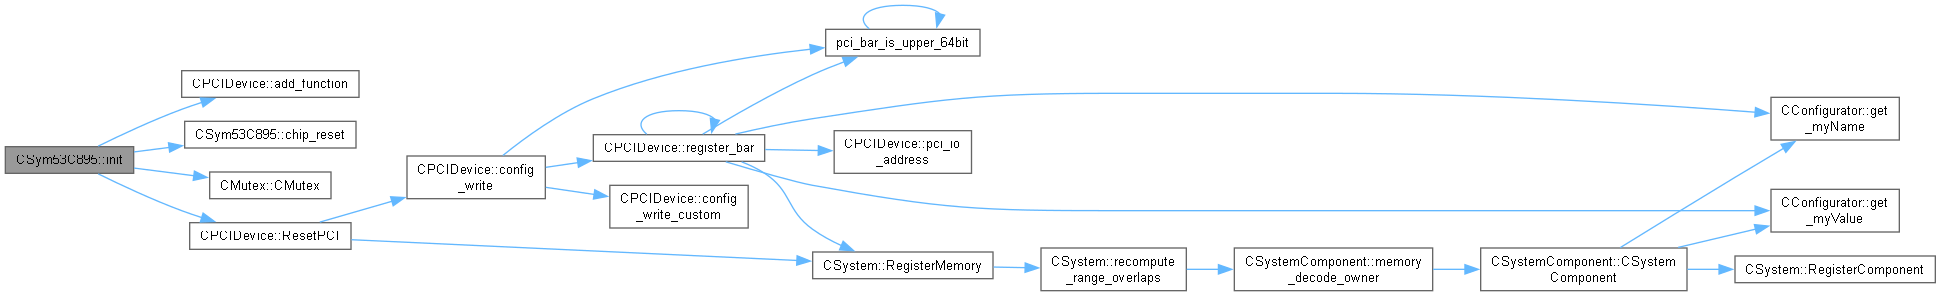 CSym53C895::init
CPCIDevice::add_function
CSym53C895::chip_reset
CMutex::CMutex
CPCIDevice::ResetPCI
CPCIDevice::config
_write
pci_bar_is_upper_64bit
CPCIDevice::register_bar
CPCIDevice::config
_write_custom
CPCIDevice::pci_io
_address
CSystem::RegisterMemory
CSystem::recompute
_range_overlaps
CSystemComponent::memory
_decode_owner
CSystemComponent::CSystem
Component
CConfigurator::get
_myName
CConfigurator::get
_myValue
CSystem::RegisterComponent